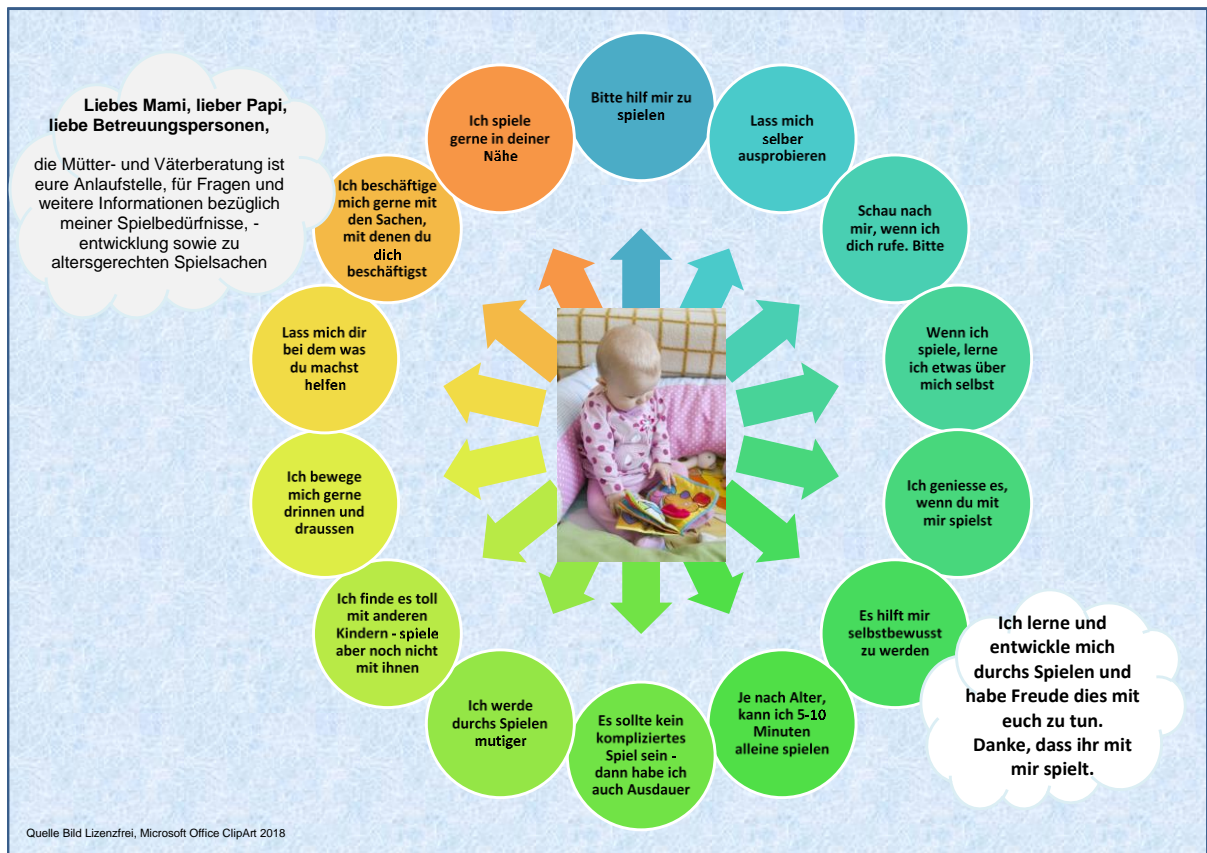 Liebes Mami, lieber Papi,
liebe Betreuungspersonen,
die Mütter- und Väterberatung ist
eure Anlaufstelle, für Fragen und
weitere Informationen bezüglich
meiner Spielbedürfnisse, -
entwicklung sowie zu
altersgerechten Spielsachen
Bitte hilf mir zu
spielen
Lass mich
selber
ausprobieren
Schau nach
mir, wenn ich
dich rufe. Bitte
Wenn ich
spiele, lerne
ich etwas über
mich selbst
Ich geniesse es,
wenn du mit
mir spielst
Es hilft mir
selbstbewusst
zu werden
Je nach Alter,
kann ich 5-10
Minuten
alleine spielen
Es sollte kein
kompliziertes
Spiel sein -
dann habe ich
auch Ausdauer
Ich werde
durchs Spielen
mutiger
Ich finde es toll
mit anderen
Kindern - spiele
aber noch nicht
mit ihnen
Ich bewege
mich gerne
drinnen und
draussen
Lass mich dir
bei dem was
du machst
helfen
Ich beschäftige
mich gerne mit
den Sachen,
mit denen du
dich
beschäftigst
Ich spiele
gerne in deiner
Nähe
Ich lerne und
entwickle mich
durchs Spielen und
habe Freude dies mit
euch zu tun.
Danke, dass ihr mit
mir spielt.
Quelle Bild Lizenzfrei, Microsoft Office ClipArt 2018